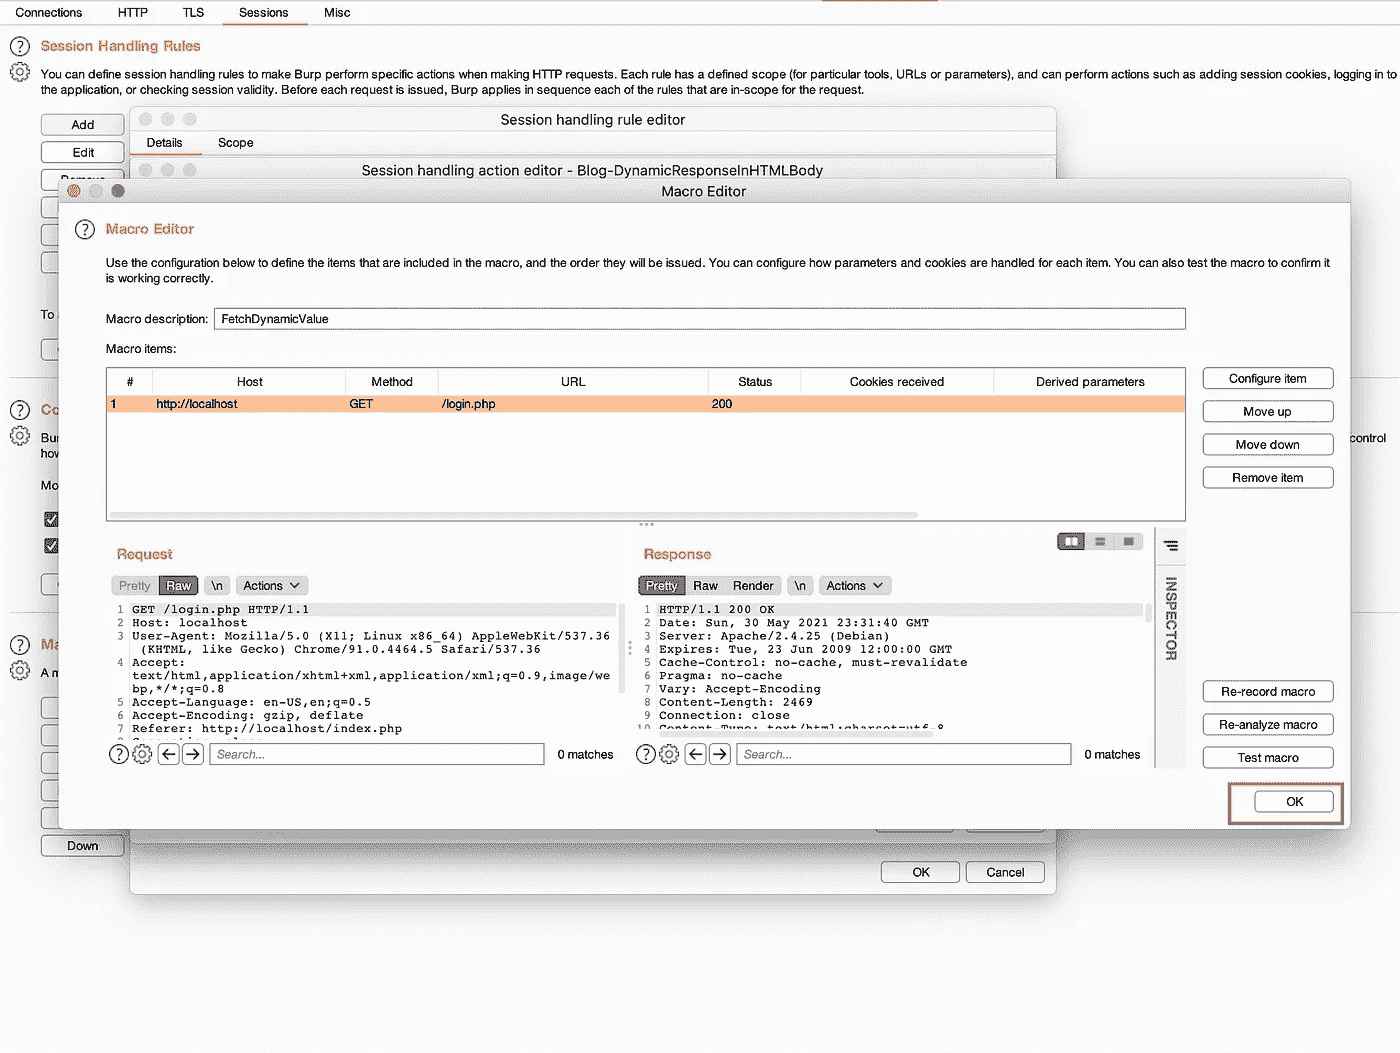 Connections HTTP TLS Sessions Misc
Session Handling Rules
You can define session handling rules to make Burp perform specific actions when making HTTP requests. Each rule has a defined scope (for particular tools, URLs or parameters), and can perform actions such as adding session cookies, logging in to
the application, or checking session validity. Before each request is issued, Burp applies in sequence each of the rules that are in-scope for the request.
Add
Session handling rule editor
Details Scope
Edit
Session handling action editor - Blog-DynamicResponseInHTMLBody
Macro Editor
Macro Editor
Use the configuration below to define the items that are included in the macro, and the order they will be issued. You can configure how parameters and cookies are handled for each item. You can also test the macro to confirm it
is working correctly.
To
Macro description: FetchDynamicValue
Macro items:
# Host Method URL Status Cookies received Derived parameters
1 http://localhost GET /login.php 200
Configure item
Move up
Move down
Remove item
Co
Bur
control
how
Mo
Request
Pretty Raw \n Actions
1 GET /login.php HTTP/1.1
2 Host: localhost
3 User-Agent: Mozilla/5.0 (X11; Linux x86_64) AppleWebKit/537.36
(KHTML, like Gecko) Chrome/91.0.4464.5 Safari/537.36
4 Accept:
text/html,application/xhtml+xml,application/xml;q=0.9,image/we
bp,*/*;q=0.8
5 Accept-Language: en-US,en;q=0.5
6 Accept-Encoding: gzip, deflate
7 Referer: http://localhost/index.php
Search... 0 matches
Response
Pretty Raw Render \n Actions
1 HTTP/1.1 200 OK
2 Date: Sun, 30 May 2021 23:31:40 GMT
3 Server: Apache/2.4.25 (Debian)
4 Expires: Tue, 23 Jun 2009 12:00:00 GMT
5 Cache-Control: no-cache, must-revalidate
6 Pragma: no-cache
7 Vary: Accept-Encoding
8 Content-Length: 2469
9 Connection: close
10 Content-Type: text/html;charset=utf-8
Search... 0 matches
INSPECTOR
Ma
A m
Re-record macro
Re-analyze macro
Test macro
OK
Down
OK Cancel